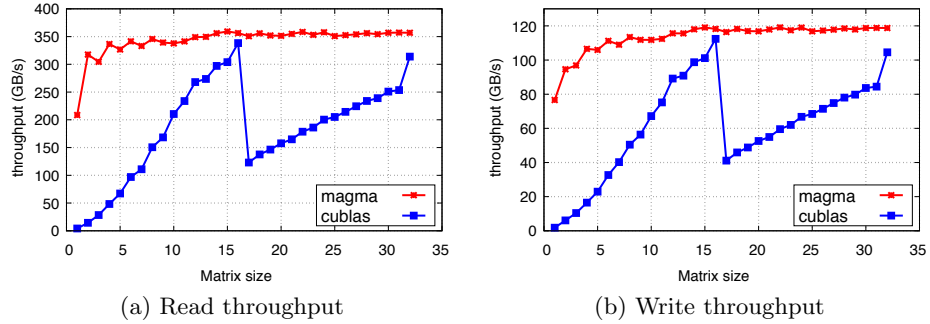 400
350
300
250
200
150
100
50
0
throughput (GB/s)
magma
cublas
0 5 10 15 20 25 30 35
Matrix size
(a) Read throughput
120
100
80
60
40
20
0
throughput (GB/s)
magma
cublas
0 5 10 15 20 25 30 35
Matrix size
(b) Write throughput